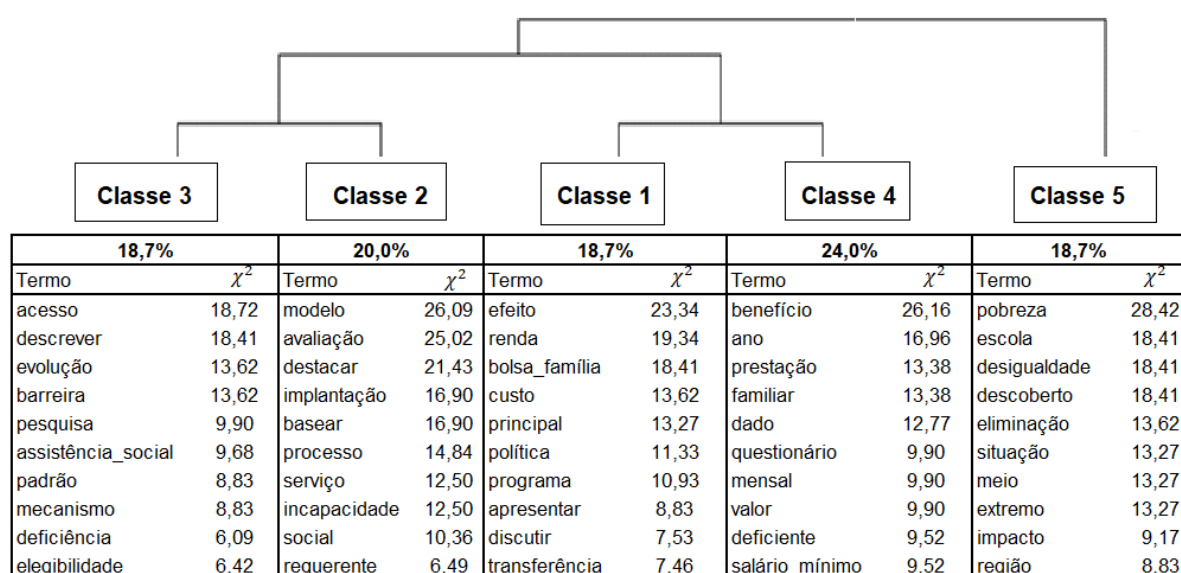 Classe 3 Classe 2 Classe 1 Classe 4 Classe 5
18,7% 20,0% 18,7% 24,0% 18,7%
Termo χ² Termo χ² Termo χ² Termo χ² Termo χ²
acesso 18,72 modelo 26,09 efeito 23,34 benefício 26,16 pobreza 28,42
descrever 18,41 avaliação 25,02 renda 19,34 ano 16,96 escola 18,41
evolução 13,62 destacar 21,43 bolsa_família 18,41 prestação 13,38 desigualdade 18,41
barreira 13,62 implantação 16,90 custo 13,62 familiar 13,38 descoberto 18,41
pesquisa 9,90 basear 16,90 principal 13,27 dado 12,77 eliminação 13,62
assistência_social 9,68 processo 14,84 política 11,33 questionário 9,90 situação 13,27
padrão 8,83 serviço 12,50 programa 10,93 mensal 9,90 meio 13,27
mecanismo 8,83 incapacidade 12,50 apresentar 8,83 valor 9,90 extremo 13,27
deficiência 6,09 social 10,36 discutir 7,53 deficiente 9,52 impacto 9,17
elegibilidade 6,42 requerente 6,49 transferência 7,46 salário_mínimo 9,52 região 8,83